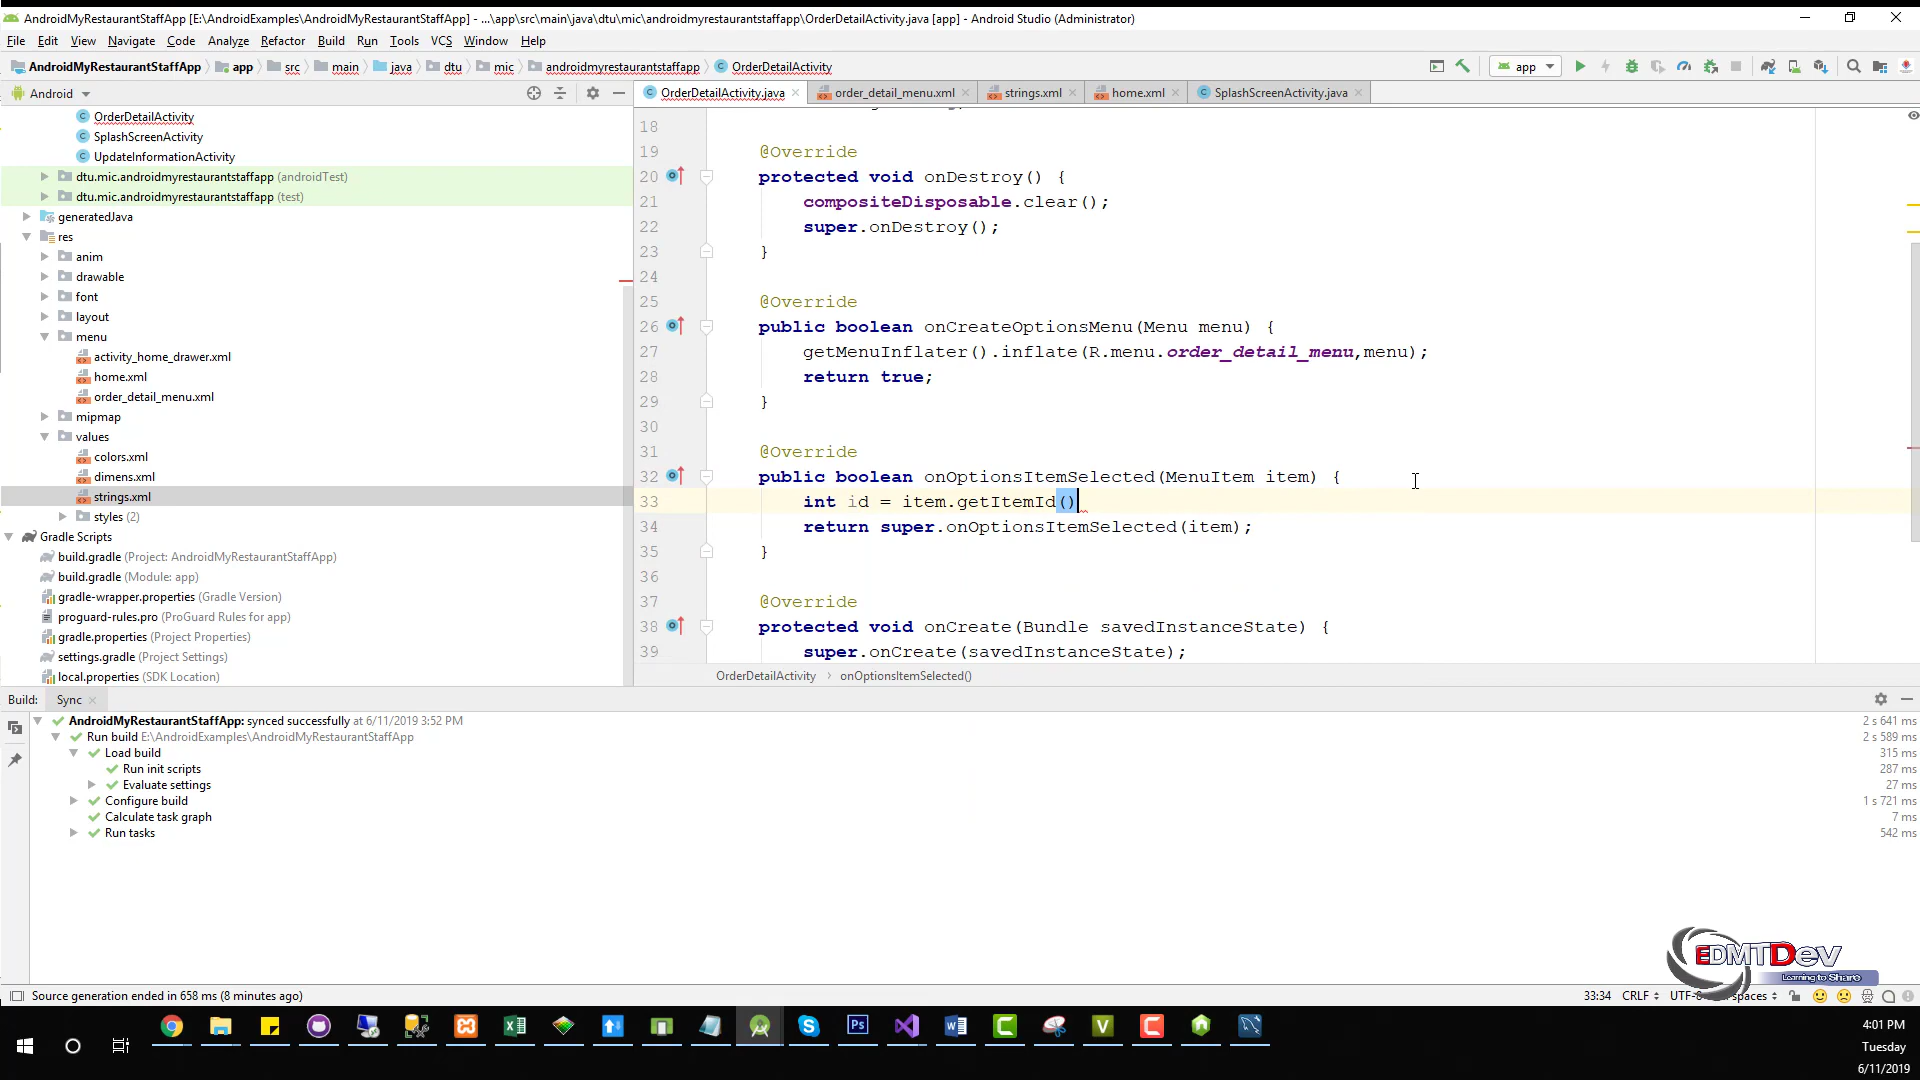 AndroidMyRestaurantStaffApp [E:\AndroidExamples\AndroidMyRestaurantStaffApp] - ...\app\src\main\java\dtu\mic\androidmyrestaurantstaffapp\OrderDetailActivity.java [app] - Android Studio (Administrator)
File Edit View Navigate Code Analyze Refactor Build Run Tools VCS Window Help
AndroidMyRestaurantStaffApp app src main java dtu mic androidmyrestaurantstaffapp OrderDetailActivity app
Android OrderDetailActivity.java order_detail_menu.xml strings.xml home.xml SplashScreenActivity.java
OrderDetailActivity
SplashScreenActivity
UpdateInformationActivity
dtu.mic.androidmyrestaurantstaffapp (androidTest)
dtu.mic.androidmyrestaurantstaffapp (test)
generatedJava
res
anim
drawable
font
layout
menu
activity_home_drawer.xml
home.xml
order_detail_menu.xml
mipmap
values
colors.xml
dimens.xml
strings.xml
styles (2)
Gradle Scripts
build.gradle (Project: AndroidMyRestaurantStaffApp)
build.gradle (Module: app)
gradle-wrapper.properties (Gradle Version)
proguard-rules.pro (ProGuard Rules for app)
gradle.properties (Project Properties)
settings.gradle (Project Settings)
local.properties (SDK Location)
18
19 @Override
20 protected void onDestroy() {
21 compositeDisposable.clear();
22 super.onDestroy();
23 }
24
25 @Override
26 public boolean onCreateOptionsMenu(Menu menu) {
27 getMenuInflater().inflate(R.menu.order_detail_menu,menu);
28 return true;
29 }
30
31 @Override
32 public boolean onOptionsItemSelected(MenuItem item) {
33 int id = item.getItemId()
34 return super.onOptionsItemSelected(item);
35 }
36
37 @Override
38 protected void onCreate(Bundle savedInstanceState) {
39 super.onCreate(savedInstanceState);
OrderDetailActivity › onOptionsItemSelected()
Build: Sync
AndroidMyRestaurantStaffApp: synced successfully at 6/11/2019 3:52 PM 2 s 641 ms
Run build E:\AndroidExamples\AndroidMyRestaurantStaffApp 2 s 589 ms
Load build 315 ms
Run init scripts 287 ms
Evaluate settings 27 ms
Configure build 1 s 721 ms
Calculate task graph 7 ms
Run tasks 542 ms
EDMTDev
Learning to Share
Source generation ended in 658 ms (8 minutes ago) 33:34 CRLF UTF-8 spaces
4:01 PM
Tuesday
6/11/2019